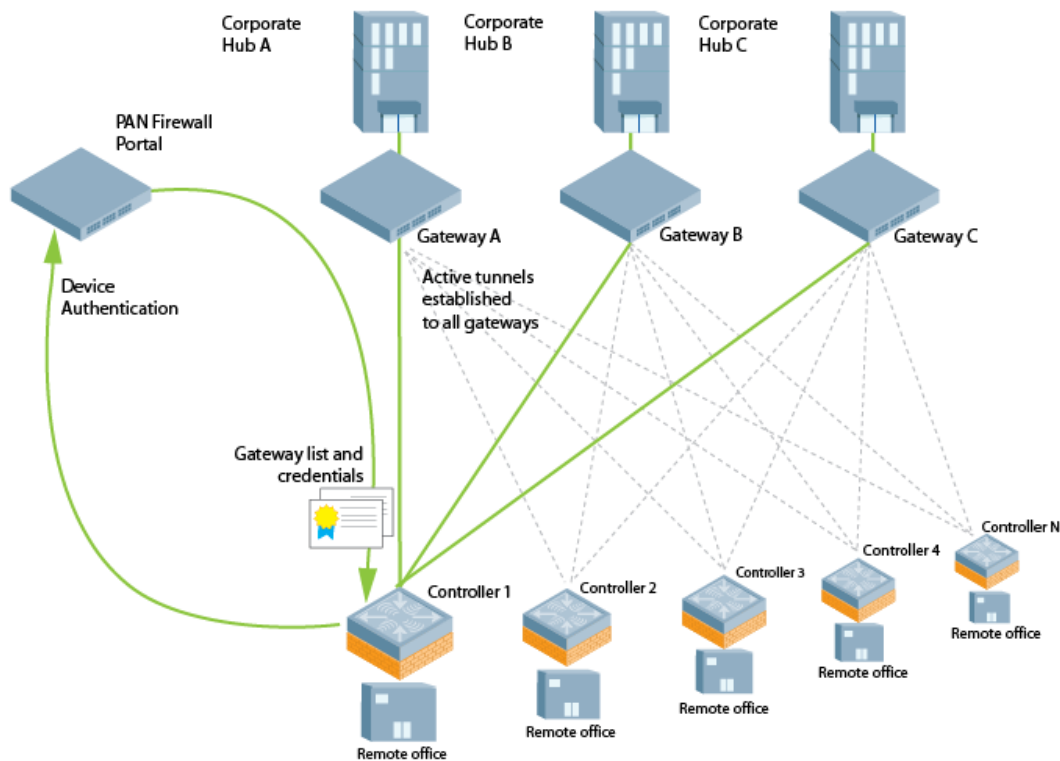 Corporate
Hub A
Corporate
Hub B
Corporate
Hub C
PAN Firewall
Portal
Gateway A
Gateway B
Gateway C
Device
Authentication
Active tunnels
established
to all gateways
Gateway list and
credentials
Controller 1
Controller 2
Controller 3
Controller 4
Controller N
Remote office
Remote office
Remote office
Remote office
Remote office